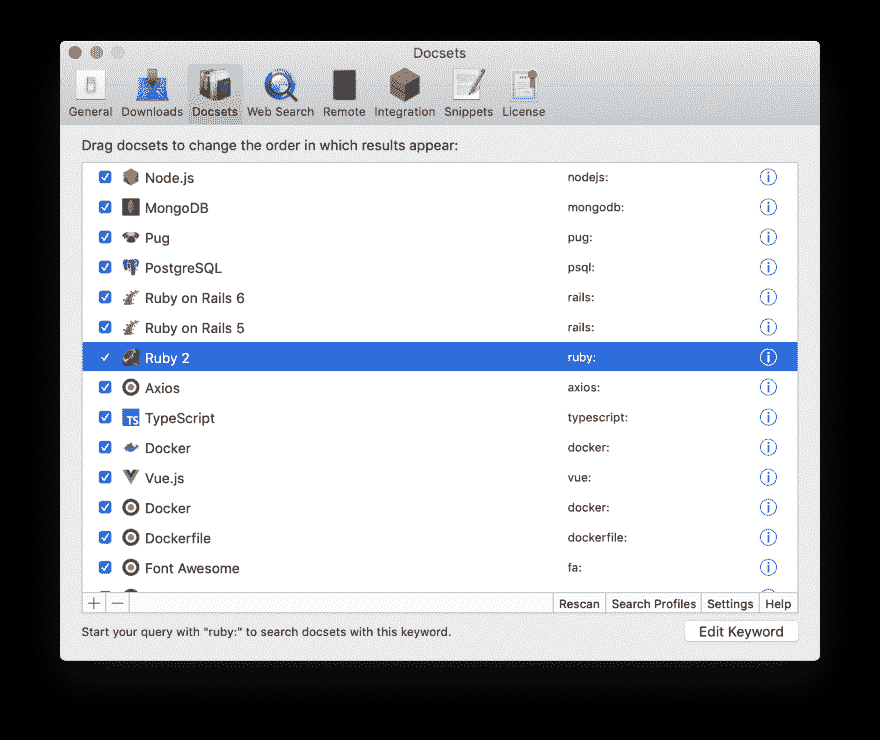 Docsets
General Downloads Docsets Web Search Remote Integration Snippets License
Drag docsets to change the order in which results appear:
Node.js nodejs:
MongoDB mongodb:
Pug pug:
PostgreSQL psql:
Ruby on Rails 6 rails:
Ruby on Rails 5 rails:
Ruby 2 ruby:
Axios axios:
TS TypeScript typescript:
Docker docker:
Vue.js vue:
Docker docker:
Dockerfile dockerfile:
Font Awesome fa:
Rescan Search Profiles Settings Help
Start your query with "ruby:" to search docsets with this keyword.
Edit Keyword